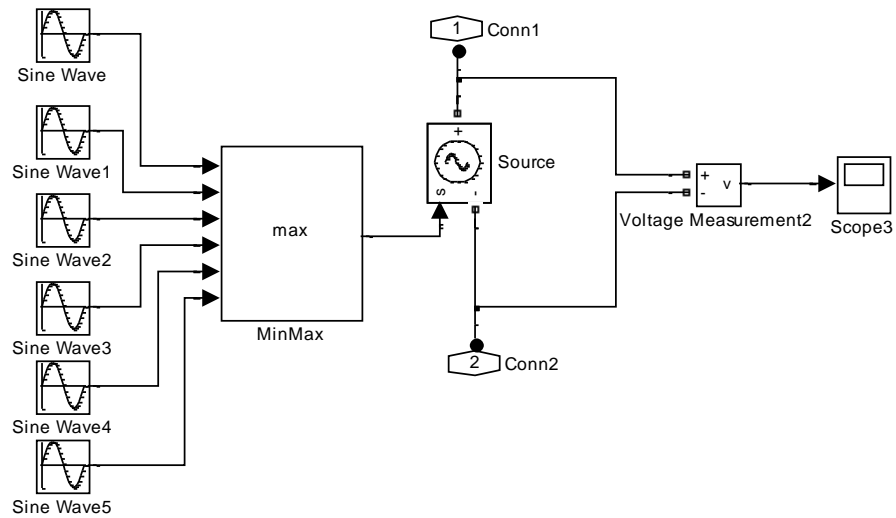 Sine Wave
Sine Wave1
Sine Wave2
Sine Wave3
Sine Wave4
Sine Wave5
max
MinMax
1
Conn1
+
s
-
Source
2
Conn2
+
-
v
Voltage Measurement2
Scope3